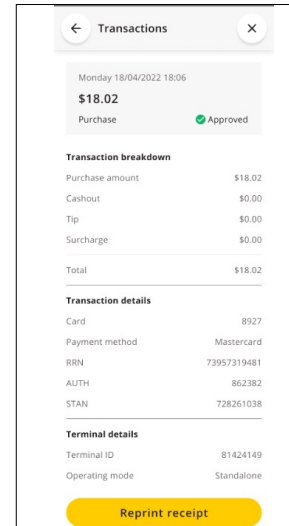 Transactions
Monday 18/04/2022 18:06
$18.02
Purchase Approved
Transaction breakdown
Purchase amount $18.02
Cashout $0.00
Tip $0.00
Surcharge $0.00
Total $18.02
Transaction details
Card 8927
Payment method Mastercard
RRN 73957319481
AUTH 862382
STAN 728261038
Terminal details
Terminal ID 81424149
Operating mode Standalone
Reprint receipt